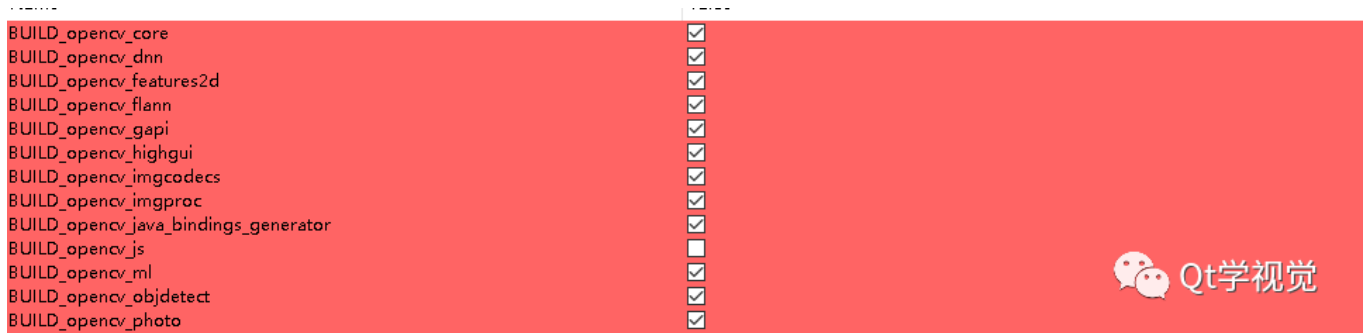 BUILD_opencv_core
BUILD_opencv_dnn
BUILD_opencv_features2d
BUILD_opencv_flann
BUILD_opencv_gapi
BUILD_opencv_highgui
BUILD_opencv_imgcodecs
BUILD_opencv_imgproc
BUILD_opencv_java_bindings_generator
BUILD_opencv_js
BUILD_opencv_ml
BUILD_opencv_objdetect
BUILD_opencv_photo
Qt学视觉